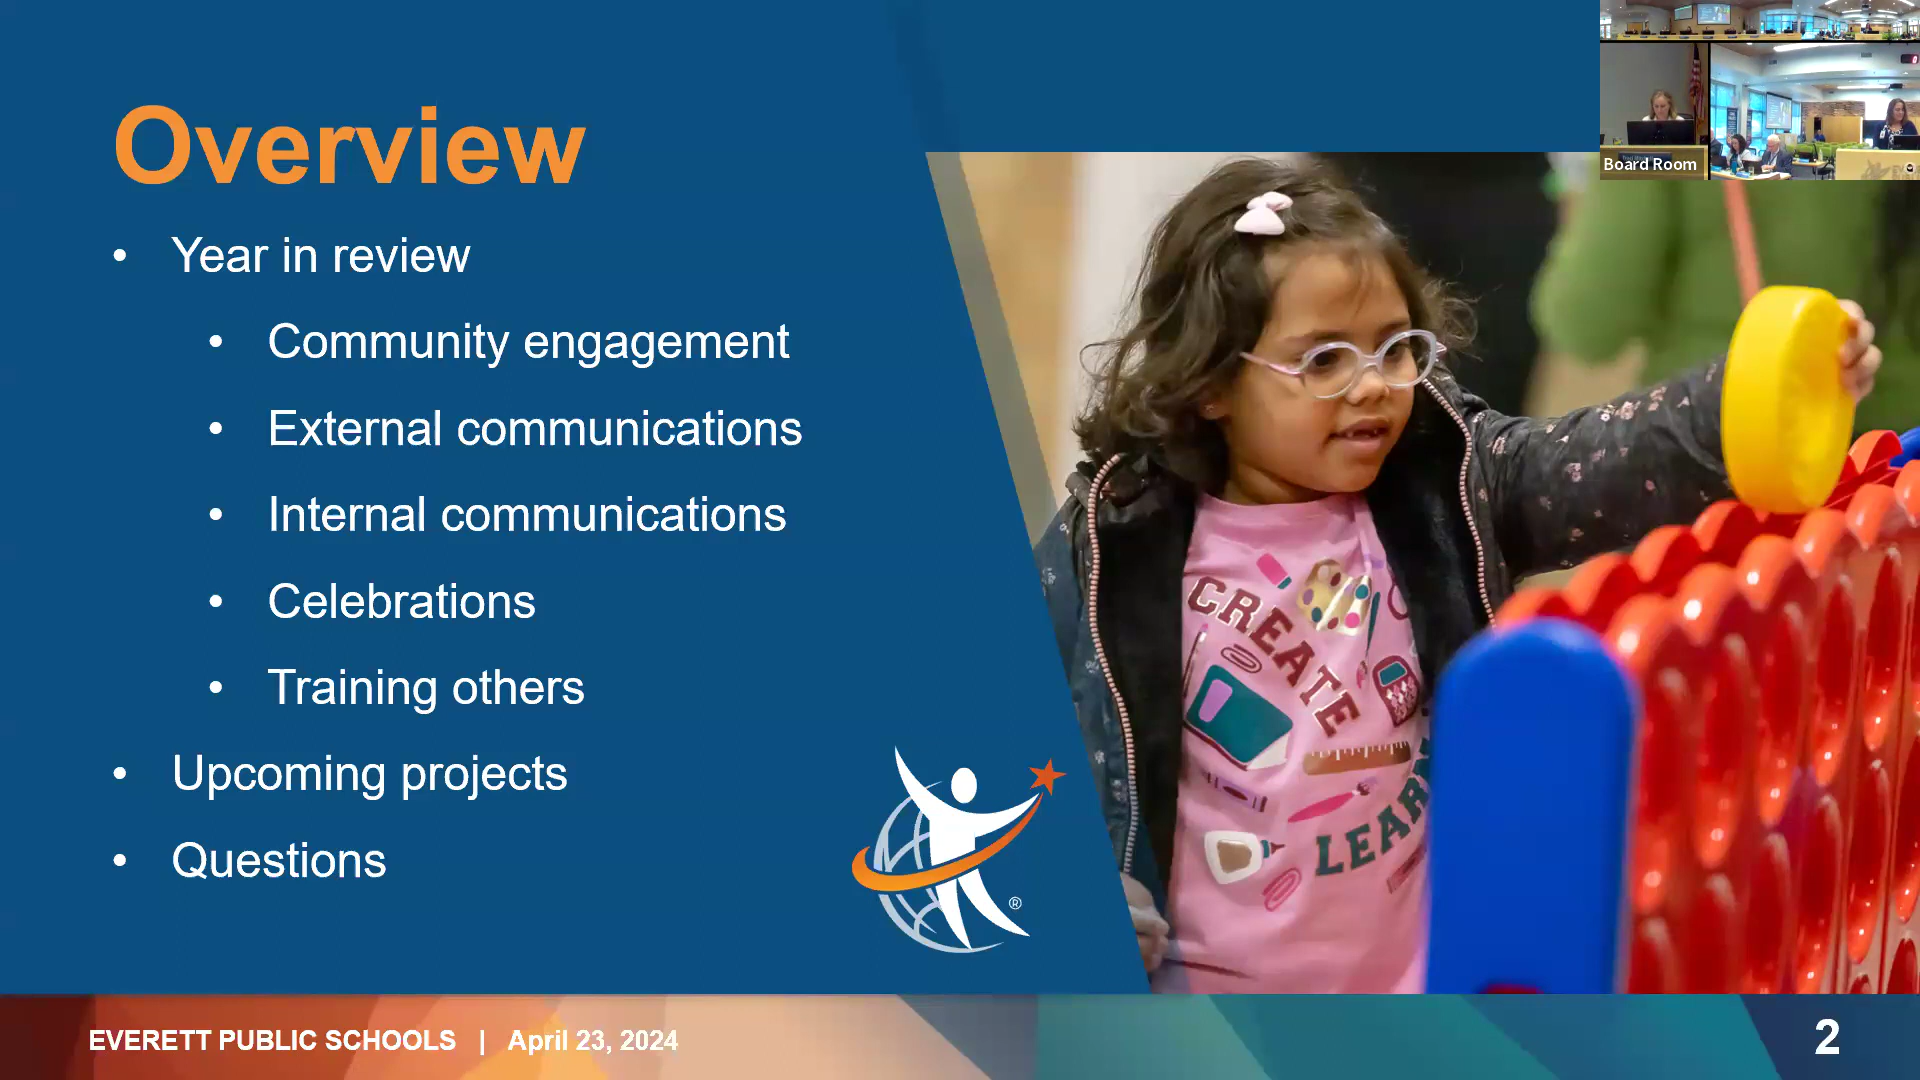 Overview
• Year in review
• Community engagement
• External communications
• Internal communications
• Celebrations
• Training others
• Upcoming projects
• Questions
®
CREATE
LEARN
Board Room
EVERETT PUBLIC SCHOOLS | April 23, 2024
2